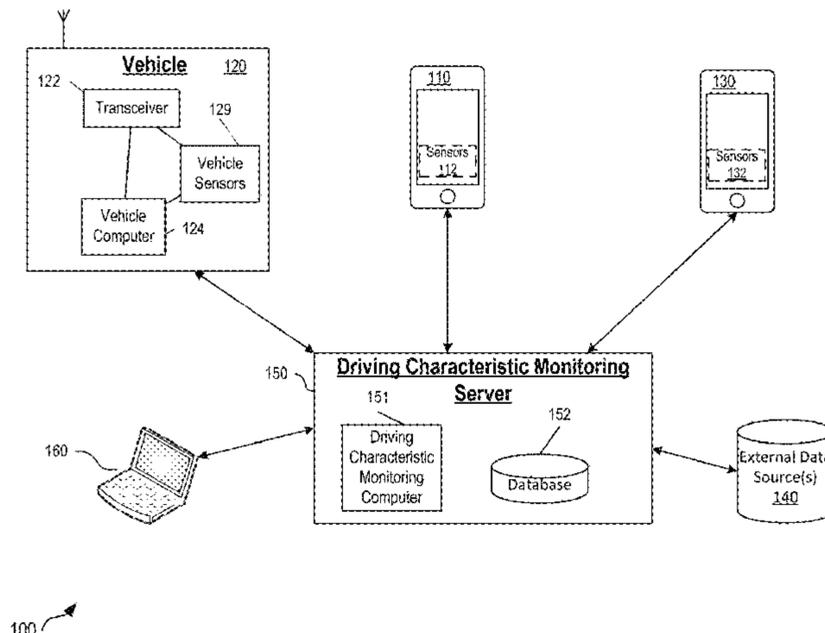 Vehicle 120
122
Transceiver
129
Vehicle
Sensors
Vehicle
Computer
124
110
Sensors
112
130
Sensors
132
150
Driving Characteristic Monitoring
Server
151
Driving
Characteristic
Monitoring
Computer
152
Database
160
External Data
Source(s)
140
100